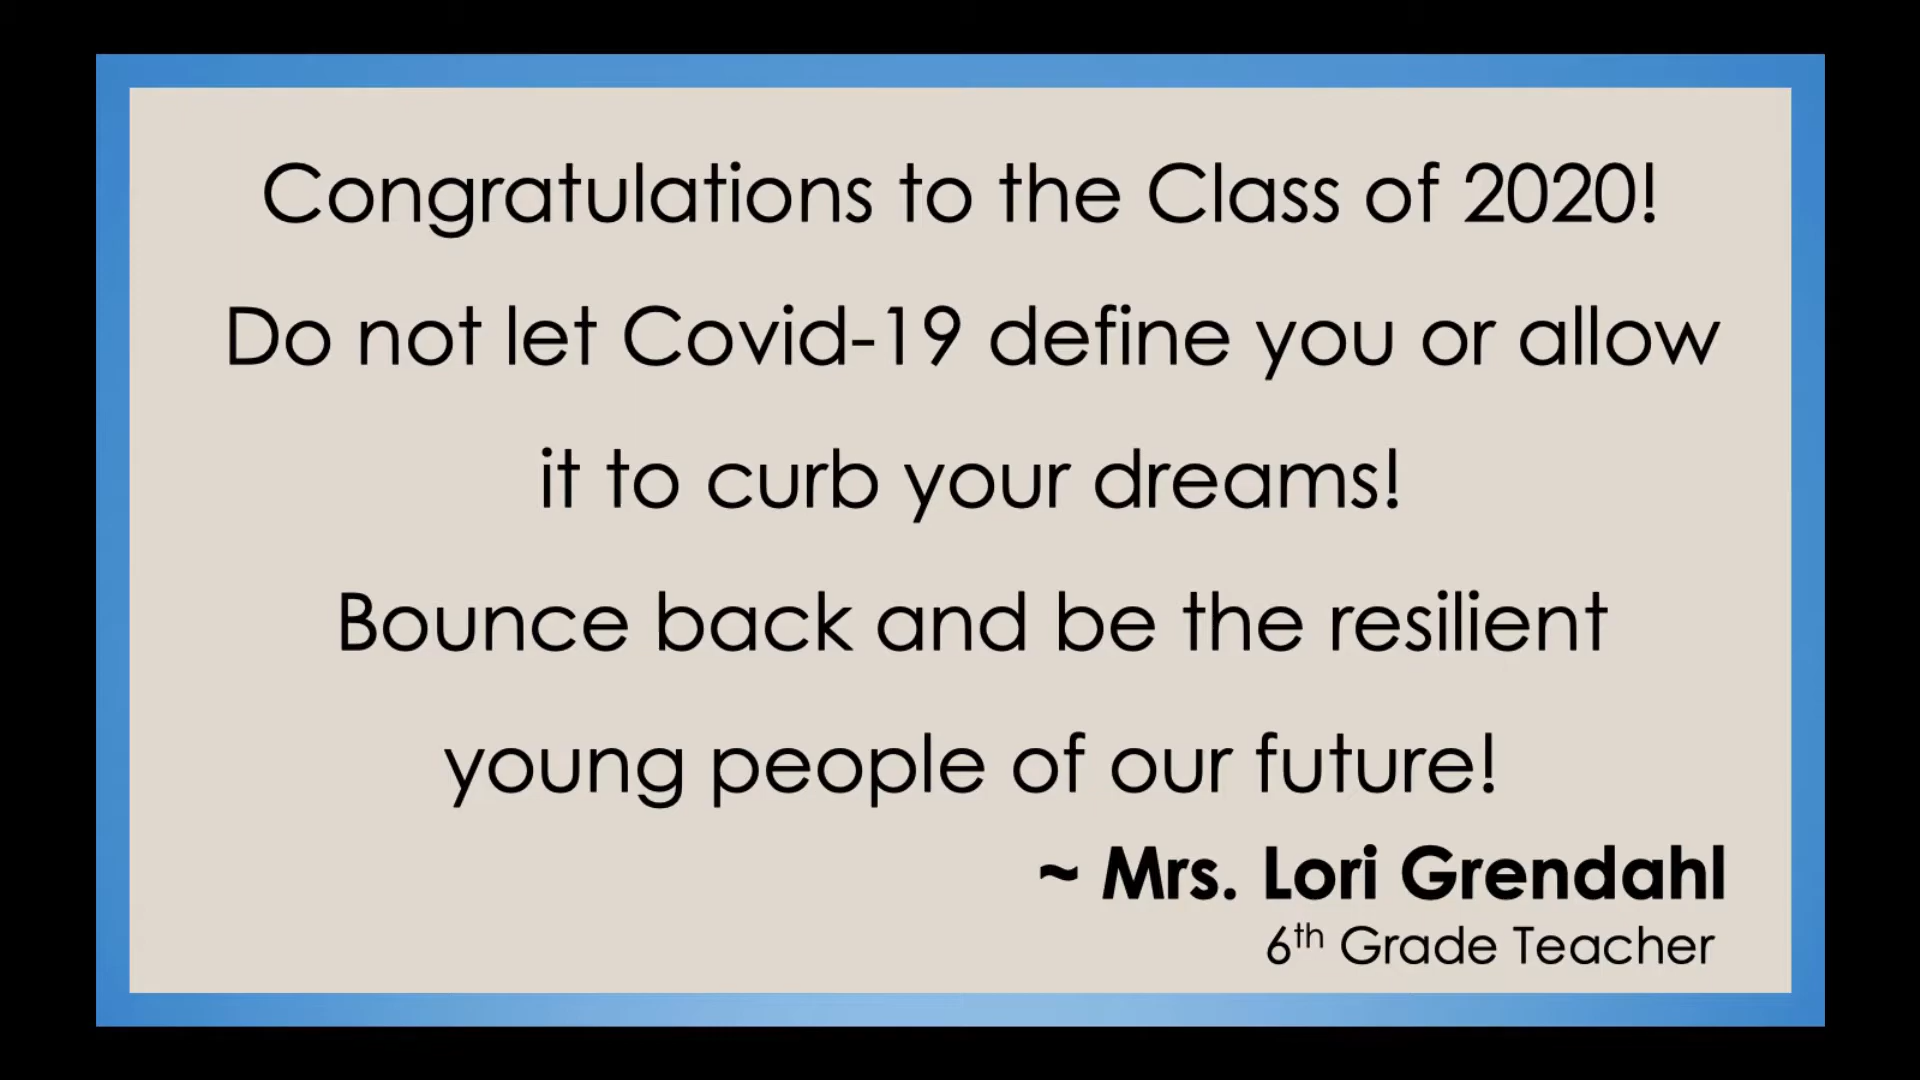 Congratulations to the Class of 2020!
Do not let Covid-19 define you or allow
it to curb your dreams!
Bounce back and be the resilient
young people of our future!
~ Mrs. Lori Grendahl
6th Grade Teacher